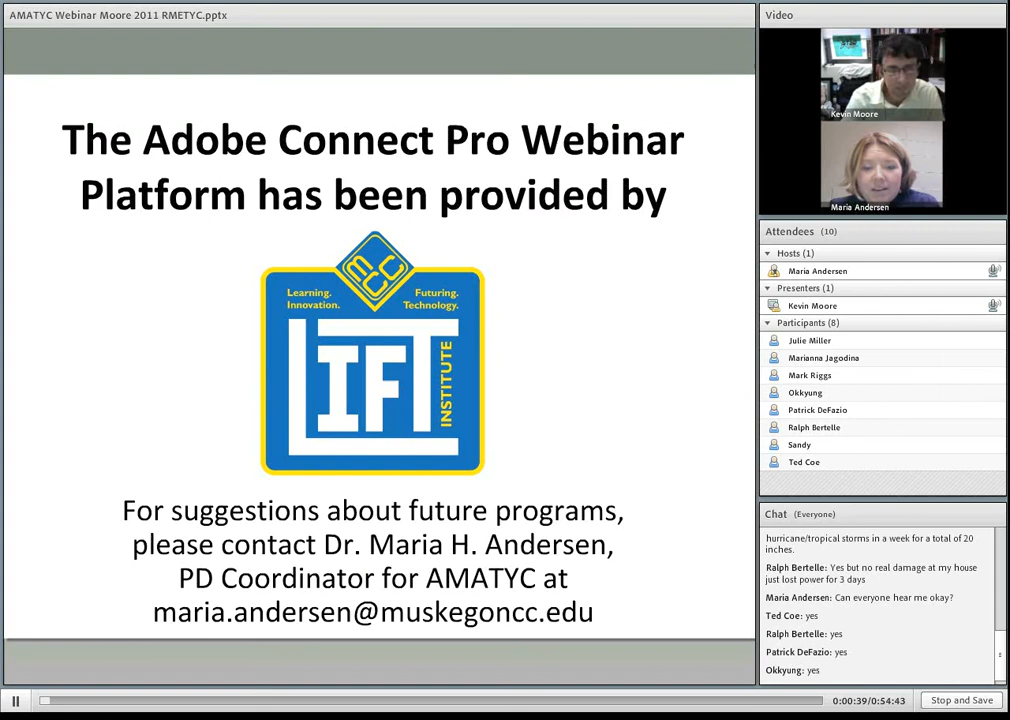 AMATYC Webinar Moore 2011 RMETYC.pptx
The Adobe Connect Pro Webinar
Platform has been provided by
MCC
Learning.
Innovation.
Futuring.
Technology.
LIFT
INSTITUTE
For suggestions about future programs,
please contact Dr. Maria H. Andersen,
PD Coordinator for AMATYC at
maria.andersen@muskegoncc.edu
Video
Kevin Moore
Maria Andersen
Attendees (10)
Hosts (1)
Maria Andersen
Presenters (1)
Kevin Moore
Participants (8)
Julie Miller
Marianna Jagodina
Mark Riggs
Okkyung
Patrick DeFazio
Ralph Bertelle
Sandy
Ted Coe
Chat (Everyone)
hurricane/tropical storms in a week for a total of 20
inches.
Ralph Bertelle: Yes but no real damage at my house
just lost power for 3 days
Maria Andersen: Can everyone hear me okay?
Ted Coe: yes
Ralph Bertelle: yes
Patrick DeFazio: yes
Okkyung: yes
0:00:39/0:54:43
Stop and Save